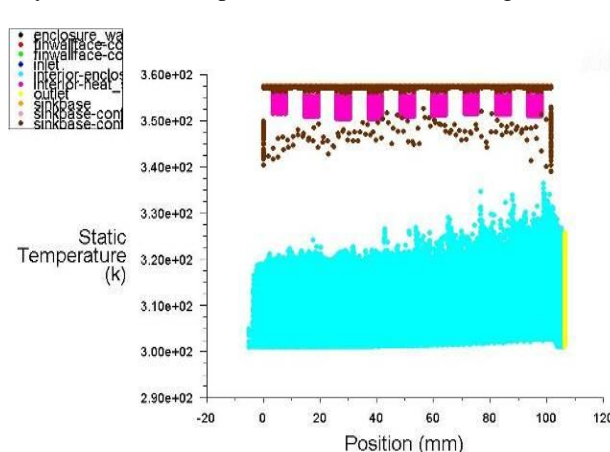 enclosure_wa
finwallface-co
finwallface-co
inlet
interior-enclos
interior-heat_
outlet
sinkbase
sinkbase-conf
sinkbase-conf
3.60e+02
3.50e+02
3.40e+02
3.30e+02
3.20e+02
3.10e+02
3.00e+02
2.90e+02
Static
Temperature
(k)
-20 0 20 40 60 80 100 120
Position (mm)